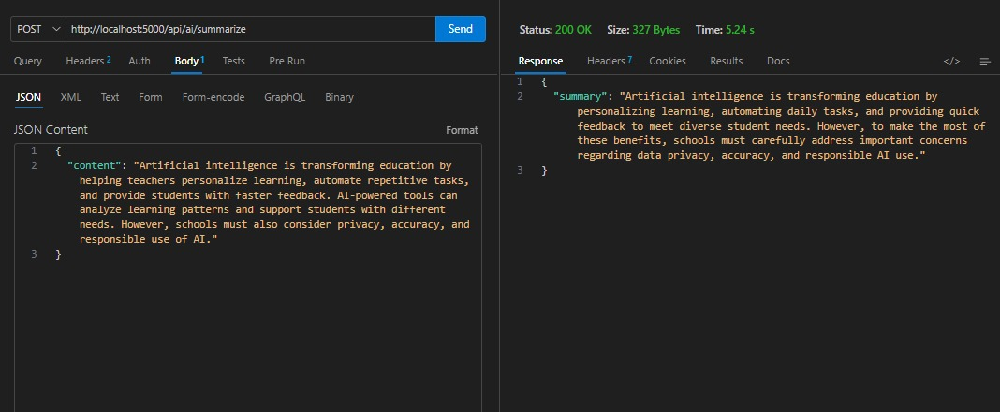 POST http://localhost:5000/api/ai/summarize Send
Query Headers 2 Auth Body 1 Tests Pre Run
JSON XML Text Form Form-encode GraphQL Binary
JSON Content Format
1 {
2 "content": "Artificial intelligence is transforming education by
helping teachers personalize learning, automate repetitive tasks,
and provide students with faster feedback. AI-powered tools can
analyze learning patterns and support students with different
needs. However, schools must also consider privacy, accuracy, and
responsible use of AI."
3 }
Status: 200 OK Size: 327 Bytes Time: 5.24 s
Response Headers 7 Cookies Results Docs </>
1 {
2 "summary": "Artificial intelligence is transforming education by
personalizing learning, automating daily tasks, and providing quick
feedback to meet diverse student needs. However, to make the most of
these benefits, schools must carefully address important concerns
regarding data privacy, accuracy, and responsible AI use."
3 }